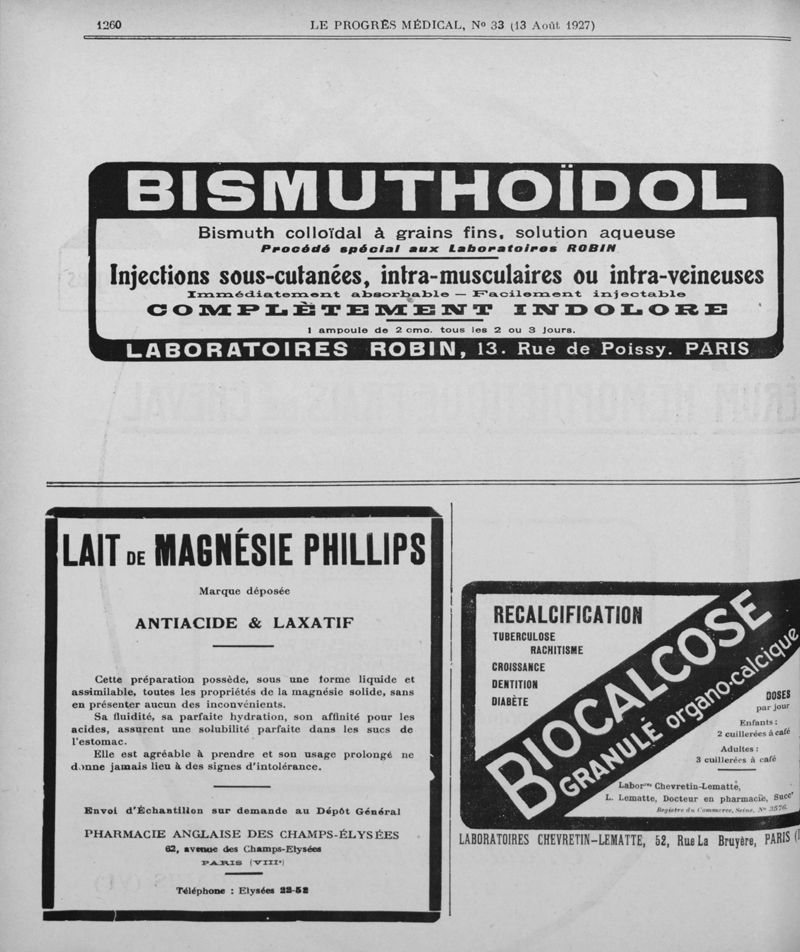 1260
LE PROGRÈS MÉDICAL, No 33 (13 Août 1927)
BISMUTHOÏDOL
Bismuth colloïdal à grains fins, solution aqueuse
Procédé spécial aux Laboratoires ROBIN
Injections sous-cutanées, intra-musculaires ou intra-veineuses
Immédiatement absorbable — Facilement injectable
COMPLÈTEMENT INDOLORE
1 ampoule de 2 cmc. tous les 2 ou 3 jours.
LABORATOIRES ROBIN, 13. Rue de Poissy. PARIS
LAIT DE MAGNÉSIE PHILLIPS
Marque déposée
ANTIACIDE & LAXATIF
Cette préparation possède, sous une forme liquide et
assimilable, toutes les propriétés de la magnésie solide, sans
en présenter aucun des inconvénients.
Sa fluidité, sa parfaite hydration, son affinité pour les
acides, assurent une solubilité parfaite dans les sucs de
l'estomac.
Elle est agréable à prendre et son usage prolongé ne
donne jamais lieu à des signes d'intolérance.
Envoi d'Échantillon sur demande au Dépôt Général
PHARMACIE ANGLAISE DES CHAMPS-ÉLYSÉES
62, avenue des Champs-Elysées
PARIS (VIIIe)
Téléphone : Elysées 22-52
RECALCIFICATION
TUBERCULOSE
RACHITISME
CROISSANCE
DENTITION
DIABÈTE
BIOCALCOSE
GRANULÉ organo-calcique
DOSES
par jour
Enfants :
2 cuillerées à café
Adultes :
3 cuillerées à café
Laborres Chevretin-Lematte,
L. Lematte, Docteur en pharmacie, Succr
Registre du Commerce, Seine, No 3576.
LABORATOIRES CHEVRETIN-LEMATTE, 52, Rue La Bruyère, PARIS